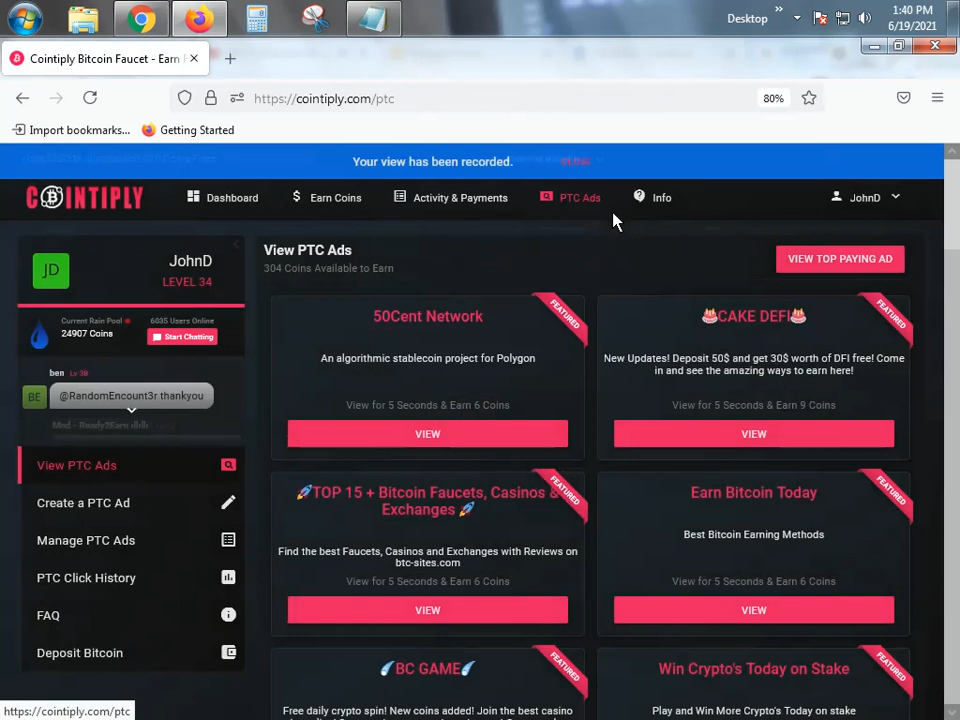 Desktop
»
1:40 PM
6/19/2021
Cointiply Bitcoin Faucet - Earn
https://cointiply.com/ptc
80%
Import bookmarks...
Getting Started
Your view has been recorded.
COINTIPLY
Dashboard
Earn Coins
Activity & Payments
PTC Ads
Info
JohnD
JD
JohnD
LEVEL 34
Current Rain Pool
24907 Coins
6035 Users Online
Start Chatting
ben Lv 38
BE
@RandomEncount3r thankyou
View PTC Ads
Create a PTC Ad
Manage PTC Ads
PTC Click History
FAQ
Deposit Bitcoin
View PTC Ads
304 Coins Available to Earn
VIEW TOP PAYING AD
FEATURED
50Cent Network
An algorithmic stablecoin project for Polygon
View for 5 Seconds & Earn 6 Coins
VIEW
FEATURED
🎂CAKE DEFI🎂
New Updates! Deposit 50$ and get 30$ worth of DFI free! Come
in and see the amazing ways to earn here!
View for 5 Seconds & Earn 9 Coins
VIEW
FEATURED
🚀TOP 15 + Bitcoin Faucets, Casinos &
Exchanges 🚀
Find the best Faucets, Casinos and Exchanges with Reviews on
btc-sites.com
View for 5 Seconds & Earn 6 Coins
VIEW
FEATURED
Earn Bitcoin Today
Best Bitcoin Earning Methods
View for 5 Seconds & Earn 6 Coins
VIEW
FEATURED
BC GAME
Free daily crypto spin! New coins added! Join the best casino
FEATURED
Win Crypto's Today on Stake
Play and Win More Crypto's Today on stake
https://cointiply.com/ptc